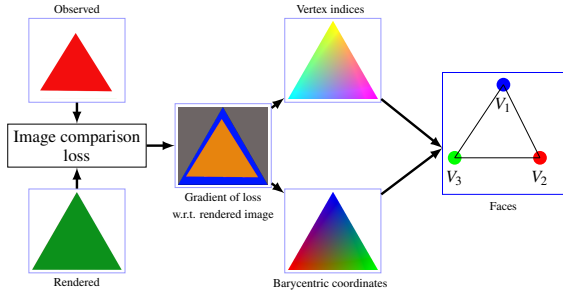 Observed
Vertex indices
Image comparison
loss
V1
V3
V2
Gradient of loss
w.r.t. rendered image
Faces
Rendered
Barycentric coordinates